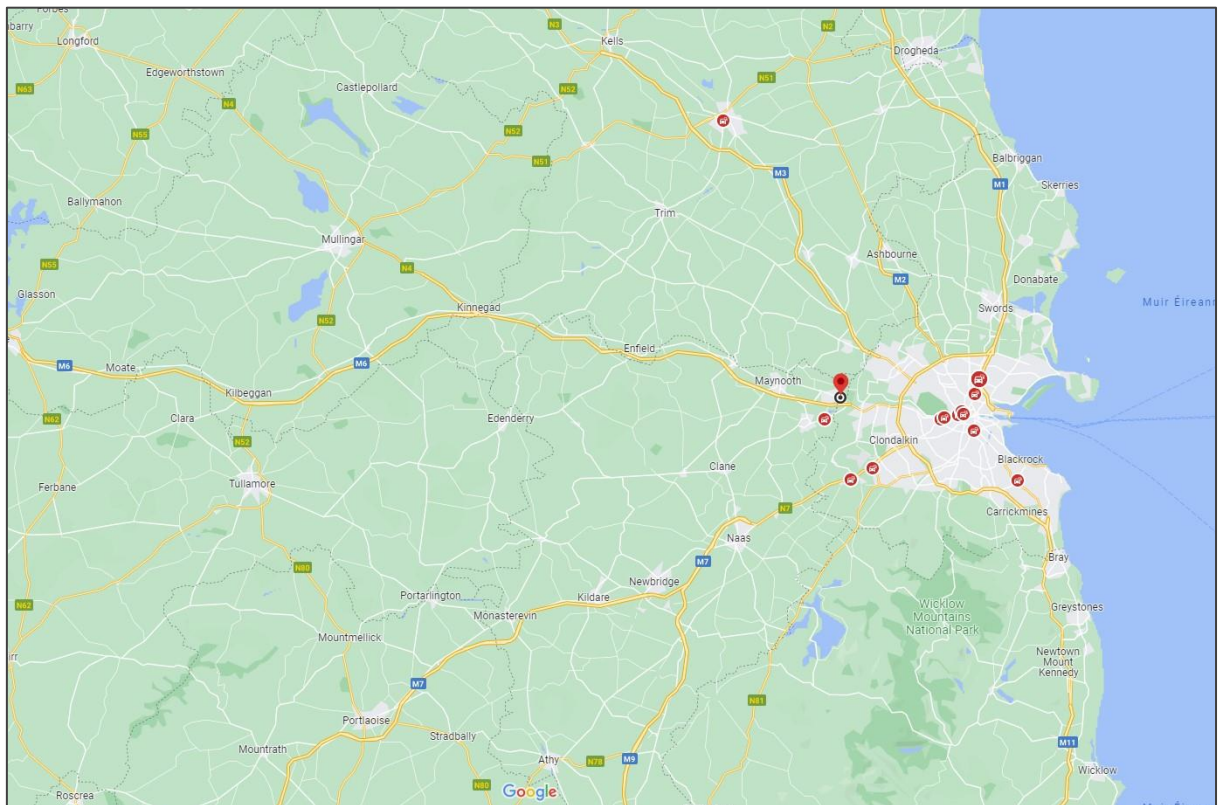 Forbes
barry
Longford
N3
Kells
N2
Drogheda
Edgeworthstown
N4
Castlepollard
N52
N51
N63
N55
N52
N51
M3
M1
Balbriggan
Skerries
Ballymahon
Trim
Mullingar
N4
Ashbourne
M2
N55
Glasson
Donabate
Muir Éireann
Swords
Kinnegad
N52
Enfield
M6
Moate
M6
Maynooth
Kilbeggan
N62
Clara
Edenderry
N52
Clondalkin
Blackrock
Clane
Tullamore
Ferbane
N7
Carrickmines
Naas
Bray
M7
Newbridge
N80
Portarlington
Kildare
N62
Monasterevin
Wicklow
Mountains
National Park
Greystones
Mountmellick
Newtown
Mount
Kennedy
M7
N81
Portlaoise
Stradbally
Mountrath
M11
Athy
N78
M9
Wicklow
N80
Roscrea
Google